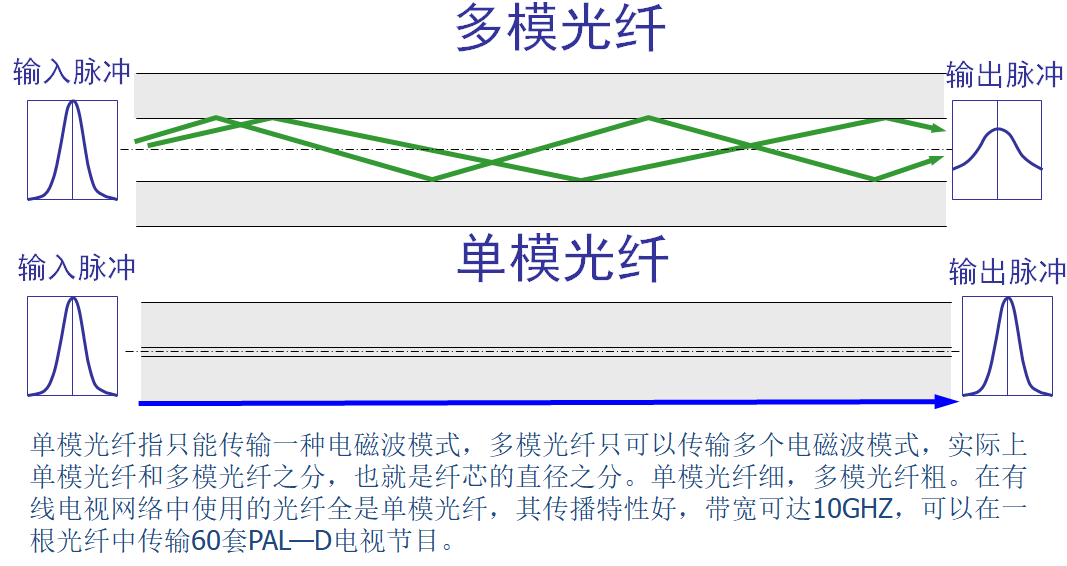 多模光纤
输入脉冲
输出脉冲
单模光纤
输入脉冲
输出脉冲
单模光纤指只能传输一种电磁波模式，多模光纤只可以传输多个电磁波模式，实际上
单模光纤和多模光纤之分，也就是纤芯的直径之分。单模光纤细，多模光纤粗。在有
线电视网络中使用的光纤全是单模光纤，其传播特性好，带宽可达10GHZ，可以在一
根光纤中传输60套PAL—D电视节目。